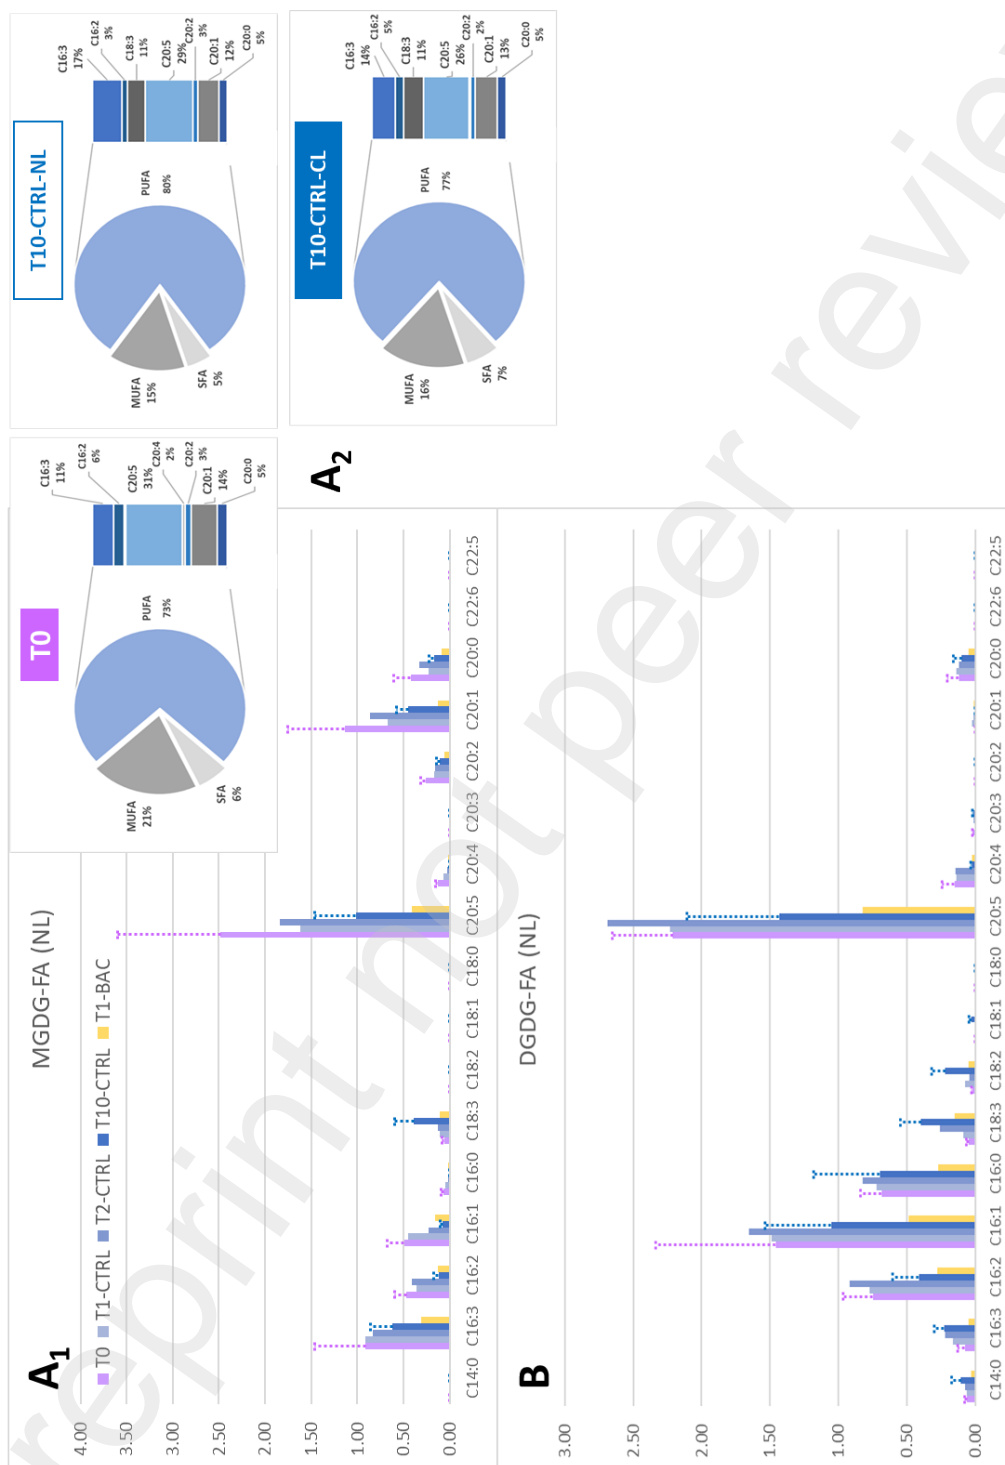 A1
MGDG-FA (NL)
T0 T1-CTRL T2-CTRL T10-CTRL T1-BAC
4.00
3.50
3.00
2.50
2.00
1.50
1.00
0.50
0.00
C14:0 C16:3 C16:2 C16:1 C16:0 C18:3 C18:2 C18:1 C18:0 C20:5 C20:4 C20:3 C20:2 C20:1 C20:0 C22:6 C22:5
T0
PUFA
73%
MUFA
21%
SFA
6%
C16:3
11%
C16:2
6%
C20:5
31%
C20:4
2%
C20:2
3%
C20:1
14%
C20:0
5%
T10-CTRL-NL
PUFA
80%
MUFA
15%
SFA
5%
C16:3
17%
C16:2
3%
C18:3
11%
C20:5
29%
C20:2
3%
C20:1
12%
C20:0
5%
A2
T10-CTRL-CL
PUFA
77%
MUFA
16%
SFA
7%
C16:3
14%
C16:2
5%
C18:3
11%
C20:5
26%
C20:2
2%
C20:1
13%
C20:0
5%
B
DGDG-FA (NL)
3.00
2.50
2.00
1.50
1.00
0.50
0.00
C14:0 C16:3 C16:2 C16:1 C16:0 C18:3 C18:2 C18:1 C18:0 C20:5 C20:4 C20:3 C20:2 C20:1 C20:0 C22:6 C22:5
reprint not peer revie